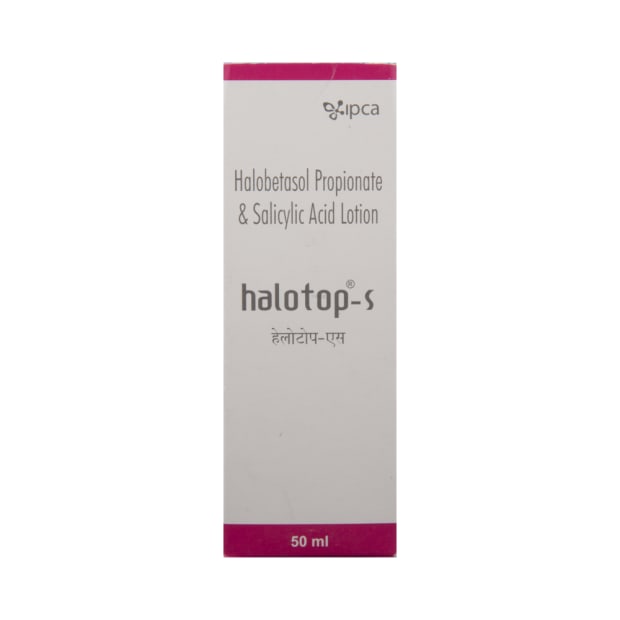 ipca
Halobetasol Propionate
& Salicylic Acid Lotion
halotop®-s
हेलोटोप-एस
50 ml